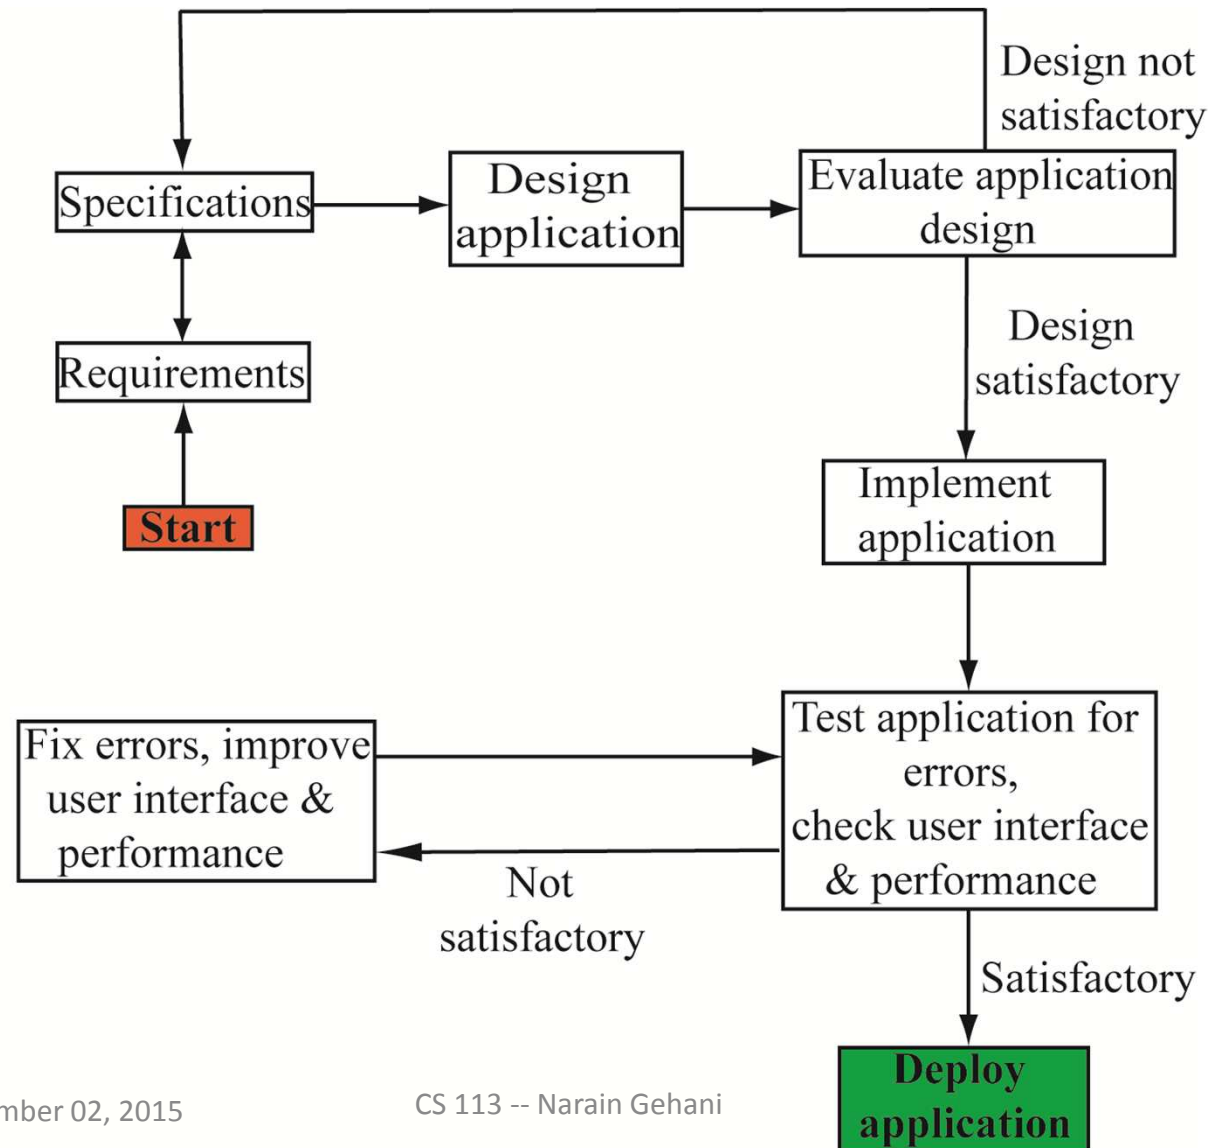 Design not
satisfactory
Specifications
Design
application
Evaluate application
design
Design
satisfactory
Requirements
Start
Implement
application
Fix errors, improve
user interface &
performance
Test application for
errors,
check user interface
& performance
Not
satisfactory
Satisfactory
Deploy
application
mber 02, 2015
CS 113 -- Narain Gehani